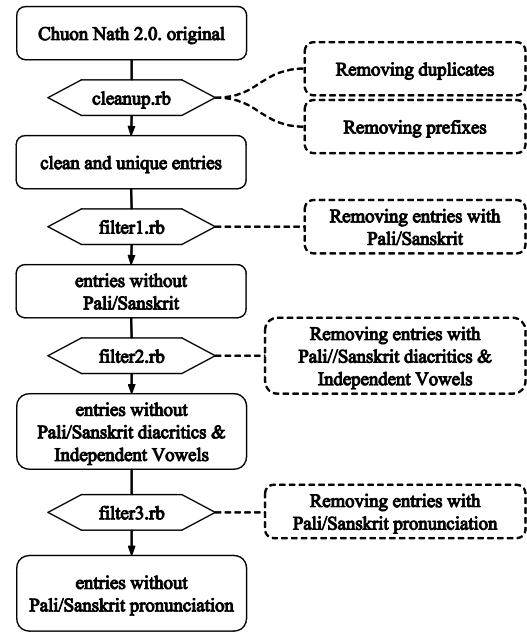 Chuon Nath 2.0. original
Removing duplicates
cleanup.rb
Removing prefixes
clean and unique entries
filter1.rb
Removing entries with
Pali/Sanskrit
entries without
Pali/Sanskrit
filter2.rb
Removing entries with
Pali//Sanskrit diacritics &
Independent Vowels
entries without
Pali/Sanskrit diacritics &
Independent Vowels
filter3.rb
Removing entries with
Pali/Sanskrit pronunciation
entries without
Pali/Sanskrit pronunciation